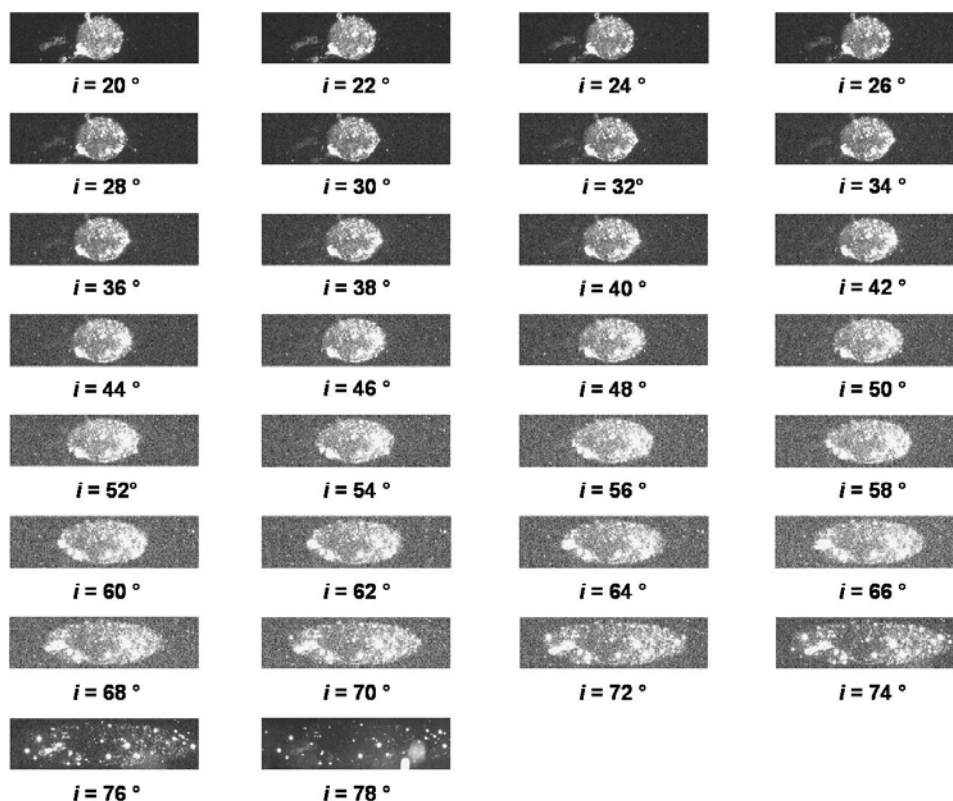 i = 20 ° i = 22 ° i = 24 ° i = 26 °
i = 28 ° i = 30 ° i = 32° i = 34 °
i = 36 ° i = 38 ° i = 40 ° i = 42 °
i = 44 ° i = 46 ° i = 48 ° i = 50 °
i = 52° i = 54 ° i = 56 ° i = 58 °
i = 60 ° i = 62 ° i = 64 ° i = 66 °
i = 68 ° i = 70 ° i = 72 ° i = 74 °
i = 76 ° i = 78 °